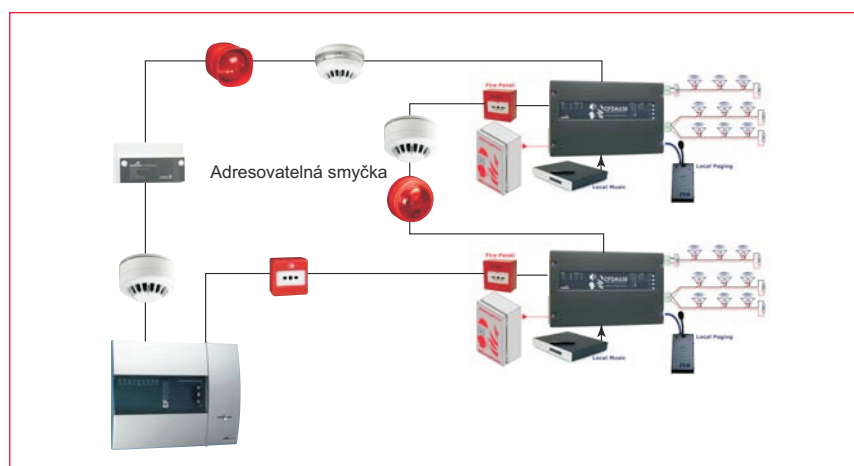 Fire Panel
Adresovatelná smyčka
Local Music
Local Paging
Fire Panel
Local Music
Local Paging